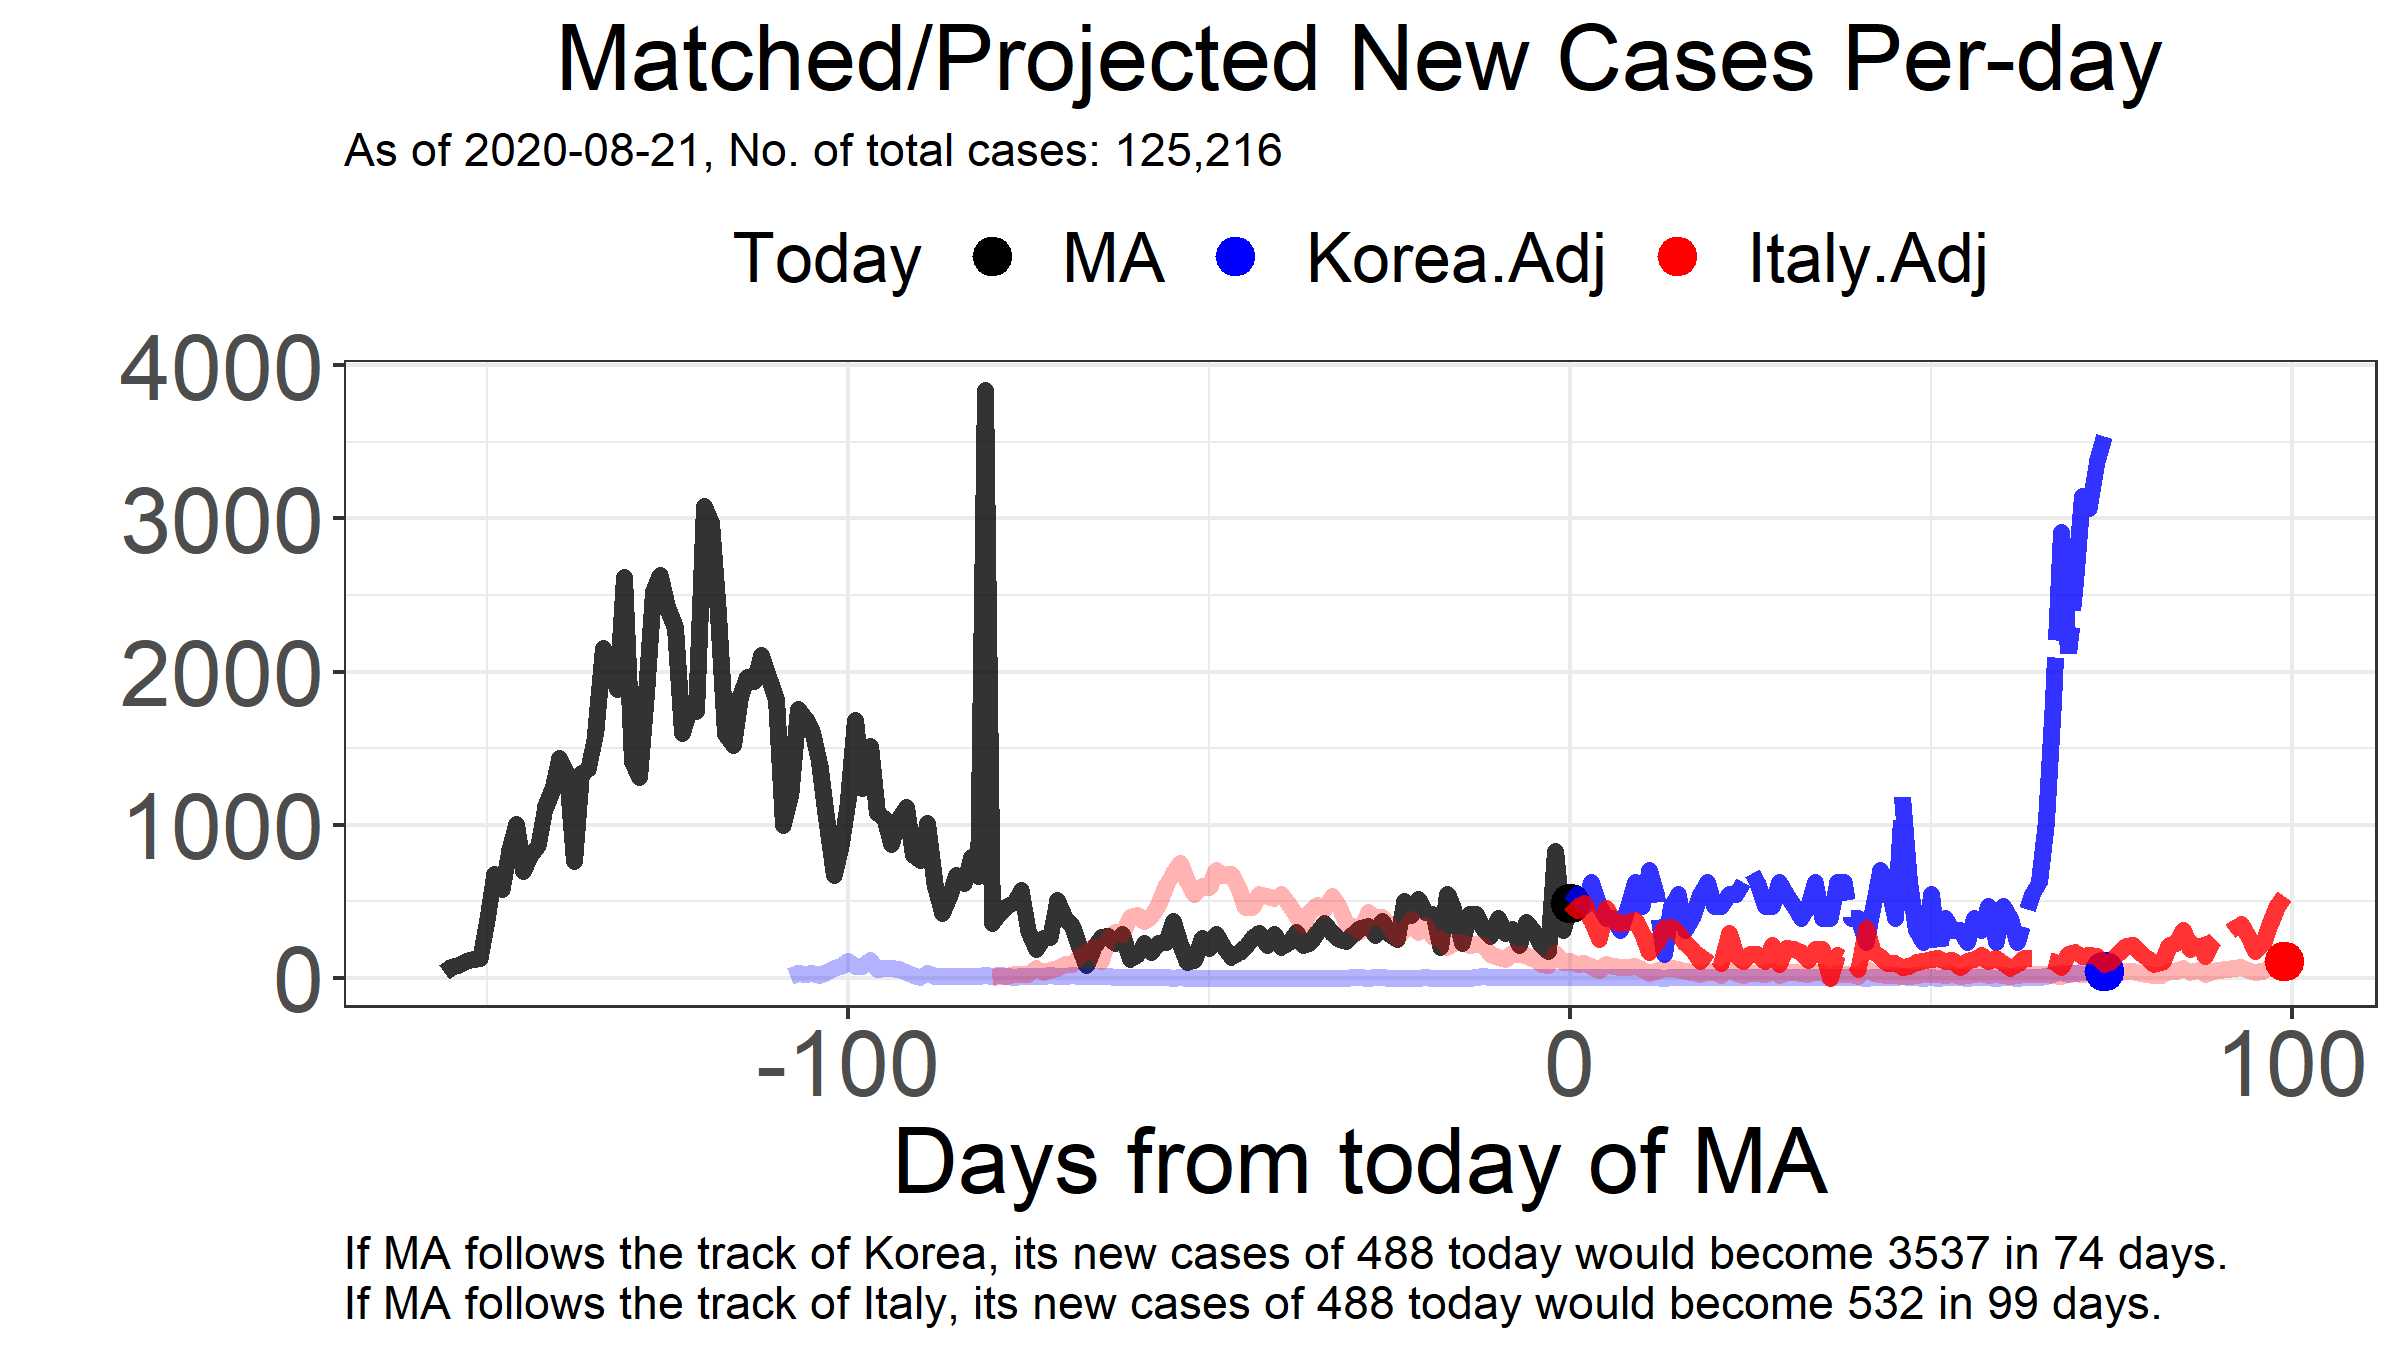 Matched/Projected New Cases Per-day
As of 2020-08-21, No. of total cases: 125,216
Today MA Korea.Adj Italy.Adj
4000
3000
2000
1000
0
-100 0 100
Days from today of MA
If MA follows the track of Korea, its new cases of 488 today would become 3537 in 74 days.
If MA follows the track of Italy, its new cases of 488 today would become 532 in 99 days.